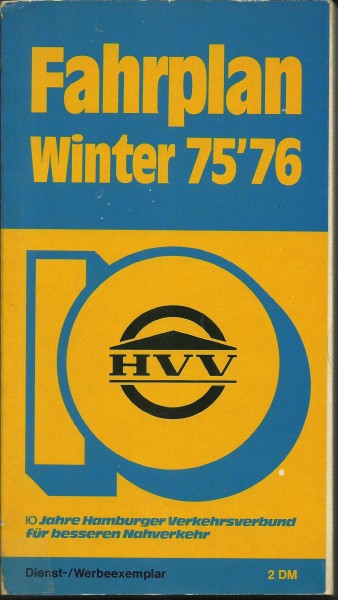 Fahrplan
Winter 75'76
HVV
10 Jahre Hamburger Verkehrsverbund
für besseren Nahverkehr
Dienst-/Werbeexemplar 2 DM